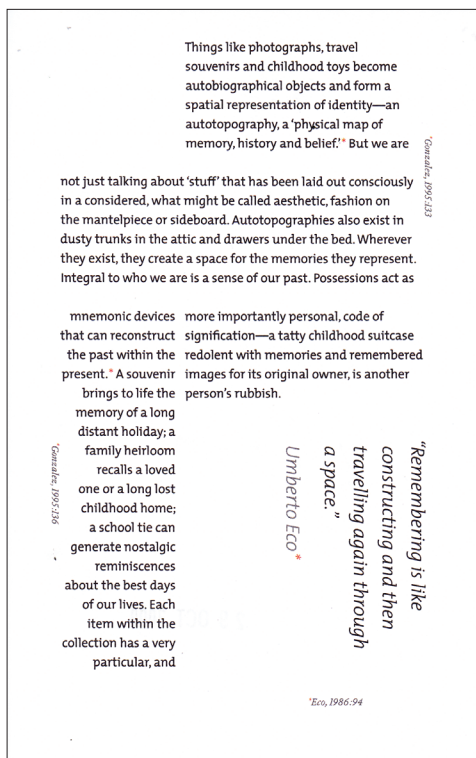 Things like photographs, travel
souvenirs and childhood toys become
autobiographical objects and form a
spatial representation of identity—an
autotopography, a ‘physical map of
memory, history and belief.’* But we are
*Gonzalez, 1995:133
not just talking about ‘stuff’ that has been laid out consciously
in a considered, what might be called aesthetic, fashion on
the mantelpiece or sideboard. Autotopographies also exist in
dusty trunks in the attic and drawers under the bed. Wherever
they exist, they create a space for the memories they represent.
Integral to who we are is a sense of our past. Possessions act as
mnemonic devices
that can reconstruct
the past within the
present.* A souvenir
brings to life the
memory of a long
distant holiday; a
family heirloom
recalls a loved
one or a long lost
childhood home;
a school tie can
generate nostalgic
reminiscences
about the best days
of our lives. Each
item within the
collection has a very
particular, and
*Gonzalez, 1995:136
more importantly personal, code of
signification—a tatty childhood suitcase
redolent with memories and remembered
images for its original owner, is another
person’s rubbish.
“Remembering is like
constructing and then
travelling again through
a space.”
Umberto Eco*
*Eco, 1986:94